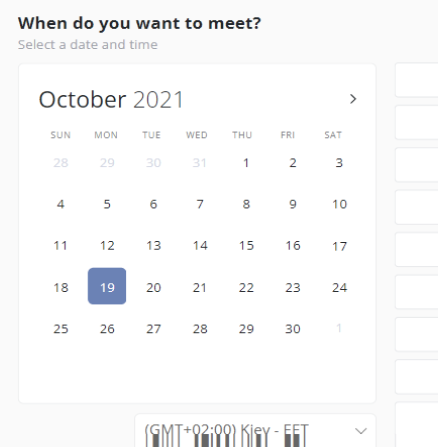 When do you want to meet?
Select a date and time
October 2021
SUN MON TUE WED THU FRI SAT
28 29 30 31 1 2 3
4 5 6 7 8 9 10
11 12 13 14 15 16 17
18 19 20 21 22 23 24
25 26 27 28 29 30 1
(GMT+02:00) Kiev - EET